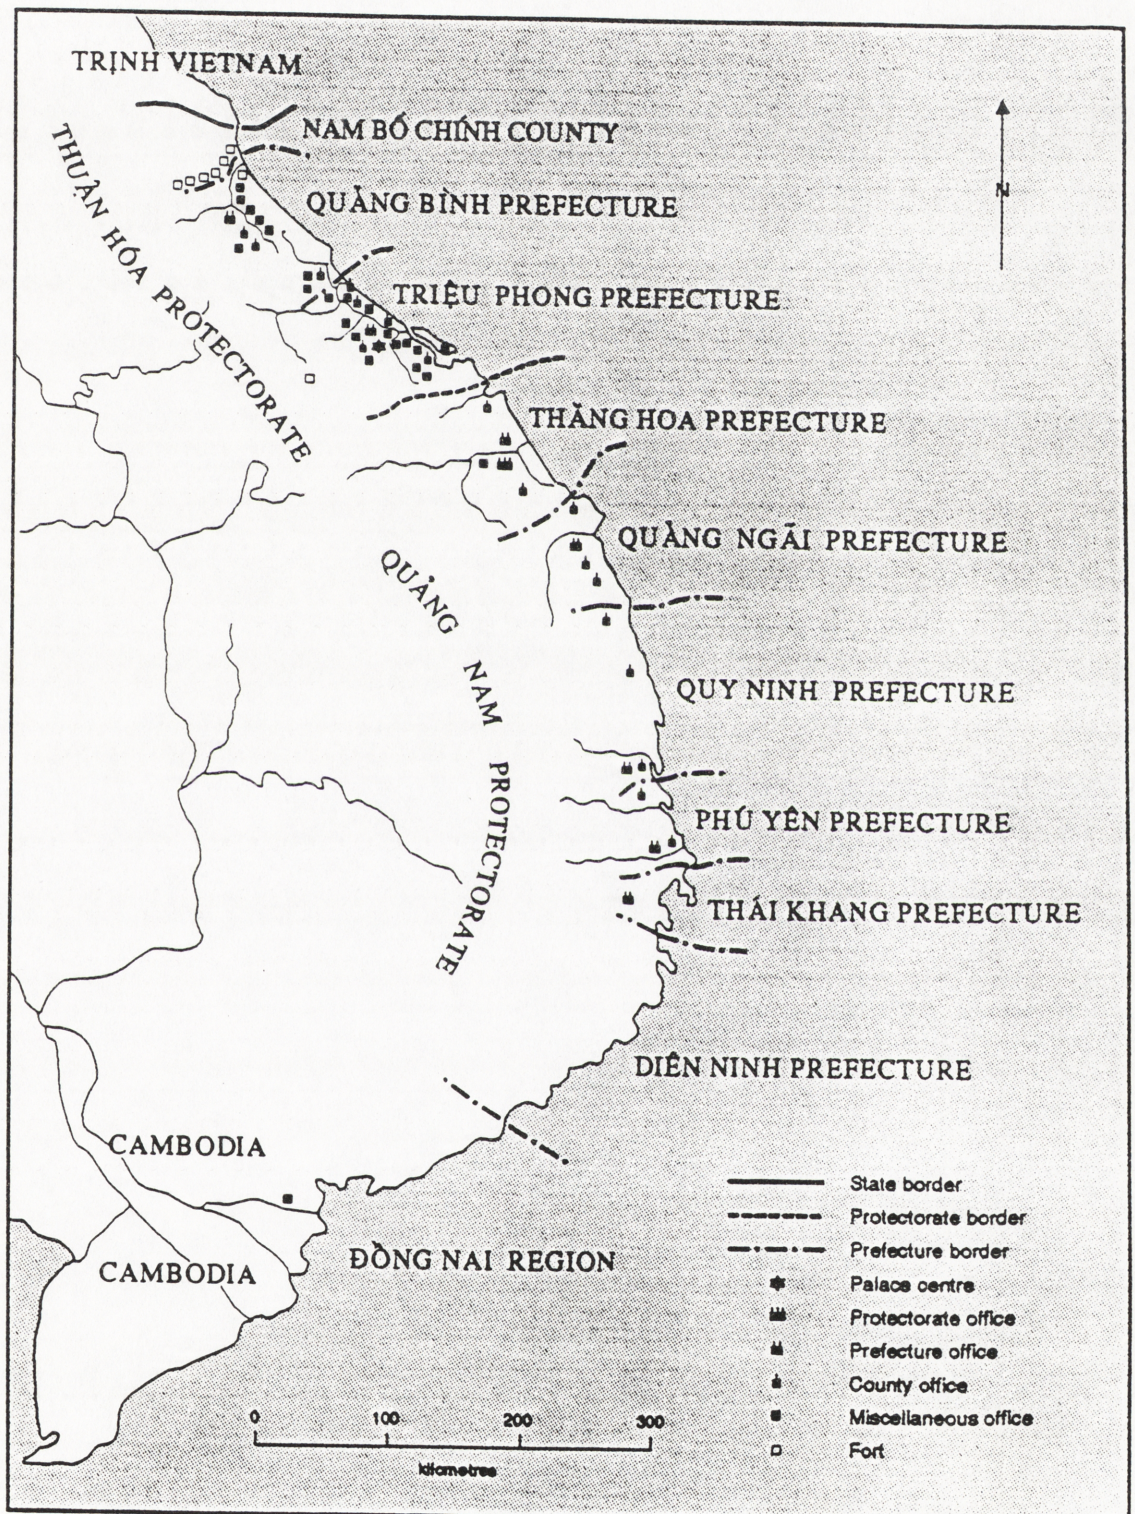 TRỊNH VIETNAM
NAM BỐ CHÍNH COUNTY
THUẬN HÓA PROTECTORATE
QUẢNG BÌNH PREFECTURE
N
TRIỆU PHONG PREFECTURE
THĂNG HOA PREFECTURE
QUẢNG NGÃI PREFECTURE
QUẢNG NAM PROTECTORATE
QUY NINH PREFECTURE
PHÚ YÊN PREFECTURE
THÁI KHANG PREFECTURE
DIÊN NINH PREFECTURE
CAMBODIA
CAMBODIA
ĐỒNG NAI REGION
State border
Protectorate border
Prefecture border
Palace centre
Protectorate office
Prefecture office
County office
Miscellaneous office
Fort
0 100 200 300
kilometres